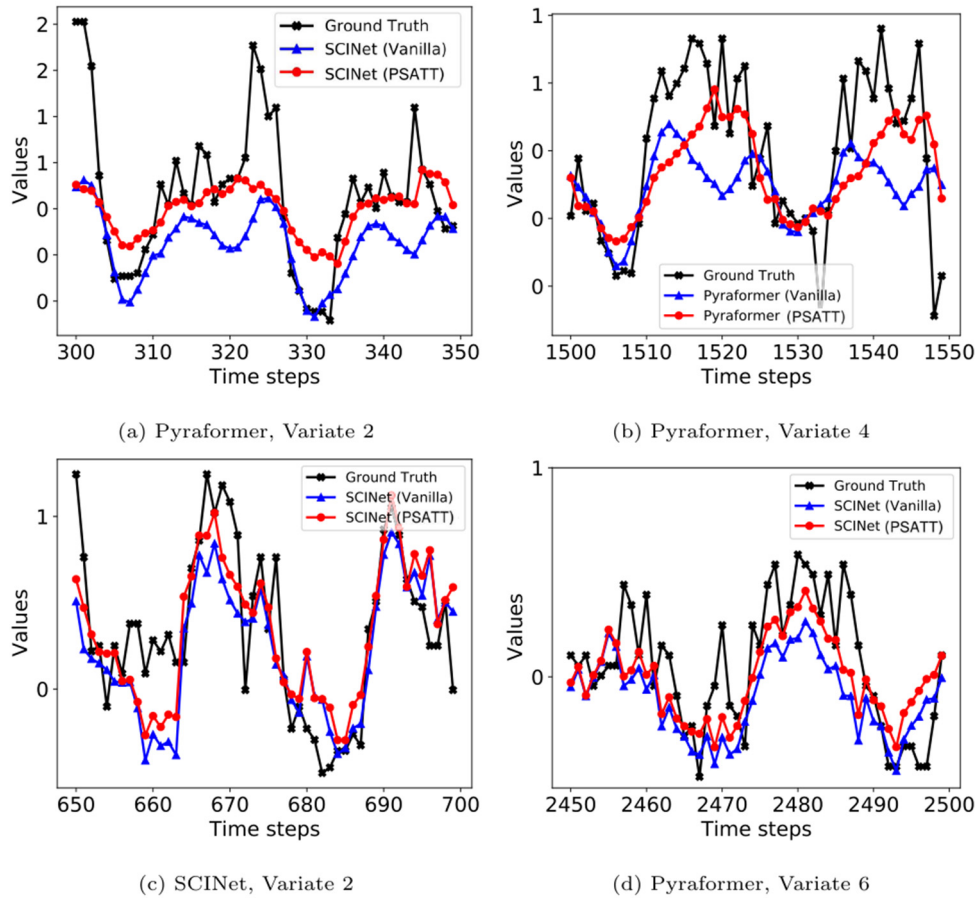 Ground Truth
SCINet (Vanilla)
SCINet (PSATT)
2
2
1
1
0
0
0
Values
300 310 320 330 340 350
Time steps
(a) Pyraformer, Variate 2
1
1
0
0
0
Values
Ground Truth
Pyraformer (Vanilla)
Pyraformer (PSATT)
1500 1510 1520 1530 1540 1550
Time steps
(b) Pyraformer, Variate 4
Ground Truth
SCINet (Vanilla)
SCINet (PSATT)
1
0
Values
650 660 670 680 690 700
Time steps
(c) SCINet, Variate 2
1
0
Values
Ground Truth
SCINet (Vanilla)
SCINet (PSATT)
2450 2460 2470 2480 2490 2500
Time steps
(d) Pyraformer, Variate 6